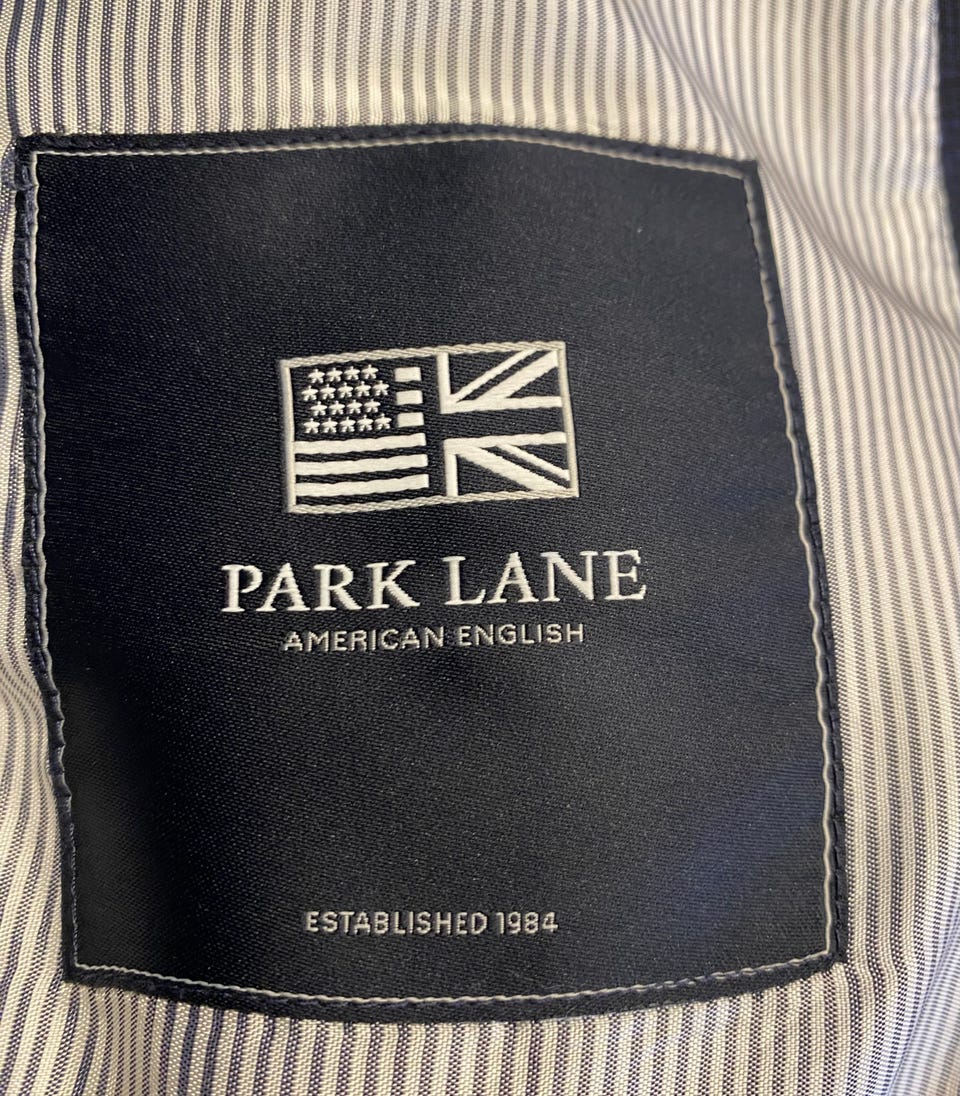 PARK LANE
AMERICAN ENGLISH
ESTABLISHED 1984